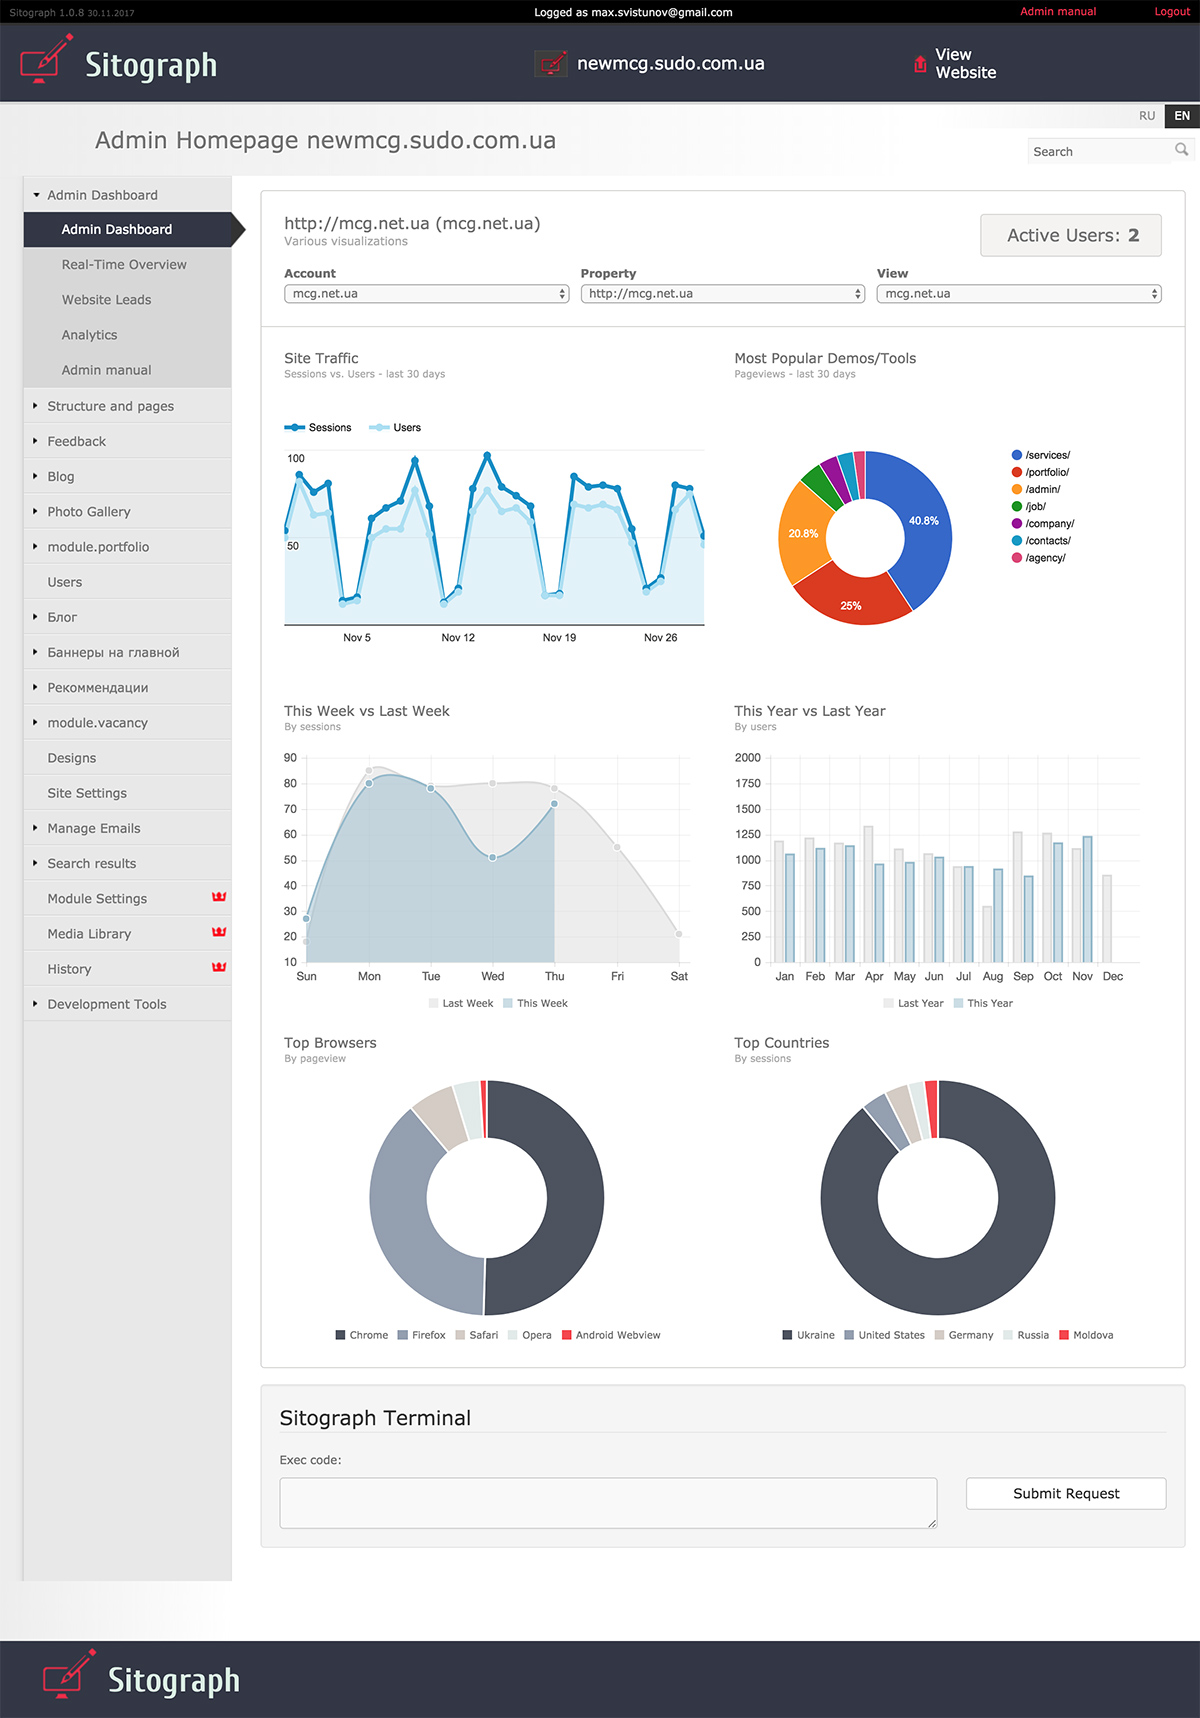 Sitograph 1.0.8 30.11.2017
Logged as max.svistunov@gmail.com
Admin manual
Logout
Sitograph
newmcg.sudo.com.ua
View
Website
RU
EN
Admin Homepage newmcg.sudo.com.ua
Search
Admin Dashboard
Admin Dashboard
Real-Time Overview
Website Leads
Analytics
Admin manual
Structure and pages
Feedback
Blog
Photo Gallery
module.portfolio
Users
Блог
Баннеры на главной
Рекоммендации
module.vacancy
Designs
Site Settings
Manage Emails
Search results
Module Settings
Media Library
History
Development Tools
http://mcg.net.ua (mcg.net.ua)
Various visualizations
Active Users: 2
Account
Property
View
mcg.net.ua
http://mcg.net.ua
mcg.net.ua
Site Traffic
Sessions vs. Users - last 30 days
Sessions
Users
100
50
Nov 5
Nov 12
Nov 19
Nov 26
Most Popular Demos/Tools
Pageviews - last 30 days
40.8%
20.8%
25%
/services/
/portfolio/
/admin/
/job/
/company/
/contacts/
/agency/
This Week vs Last Week
By sessions
90
80
70
60
50
40
30
20
10
Sun Mon Tue Wed Thu Fri Sat
Last Week This Week
This Year vs Last Year
By users
2000
1750
1500
1250
1000
750
500
250
0
Jan Feb Mar Apr May Jun Jul Aug Sep Oct Nov Dec
Last Year This Year
Top Browsers
By pageview
Chrome Firefox Safari Opera Android Webview
Top Countries
By sessions
Ukraine United States Germany Russia Moldova
Sitograph Terminal
Exec code:
Submit Request
Sitograph